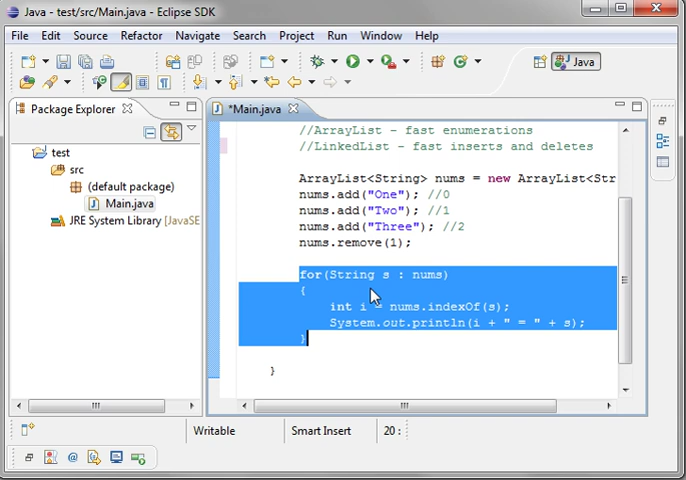 Java - test/src/Main.java - Eclipse SDK
File Edit Source Refactor Navigate Search Project Run Window Help
Java
Package Explorer
*Main.java
test
src
(default package)
Main.java
JRE System Library [JavaSE
//ArrayList - fast enumerations
//LinkedList - fast inserts and deletes
ArrayList<String> nums = new ArrayList<Str
nums.add("One"); //0
nums.add("Two"); //1
nums.add("Three"); //2
nums.remove(1);
for(String s : nums)
{
int i = nums.indexOf(s);
System.out.println(i + " = " + s);
}
}
Writable Smart Insert 20 :